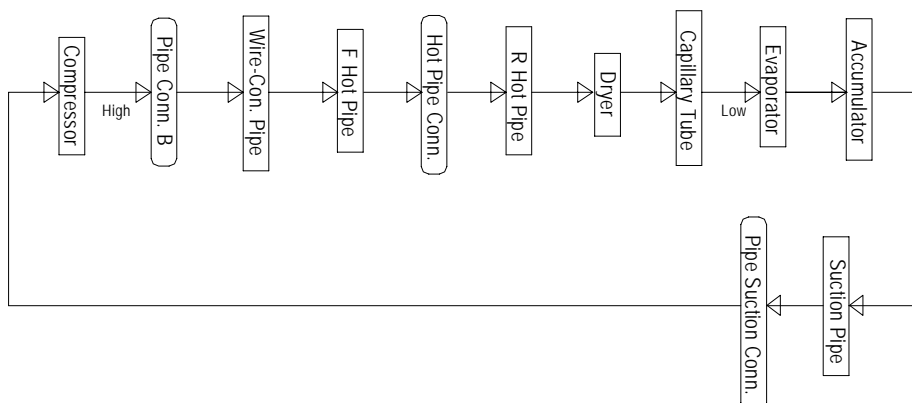 Compressor
High
Pipe Conn. B
Wire-Con. Pipe
F Hot Pipe
Hot Pipe Conn.
R Hot Pipe
Dryer
Capillary Tube
Low
Evaporator
Accumulator
Suction Pipe
Pipe Suction Conn.